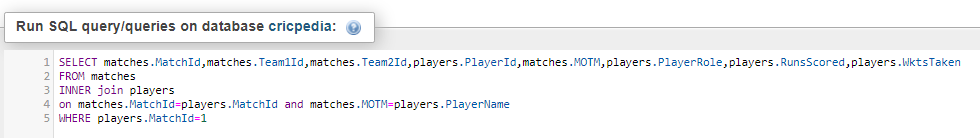 Run SQL query/queries on database cricpedia:
1 SELECT matches.MatchId,matches.Team1Id,matches.Team2Id,players.PlayerId,matches.MOTM,players.PlayerRole,players.RunsScored,players.WktsTaken
2 FROM matches
3 INNER join players
4 on matches.MatchId=players.MatchId and matches.MOTM=players.PlayerName
5 WHERE players.MatchId=1